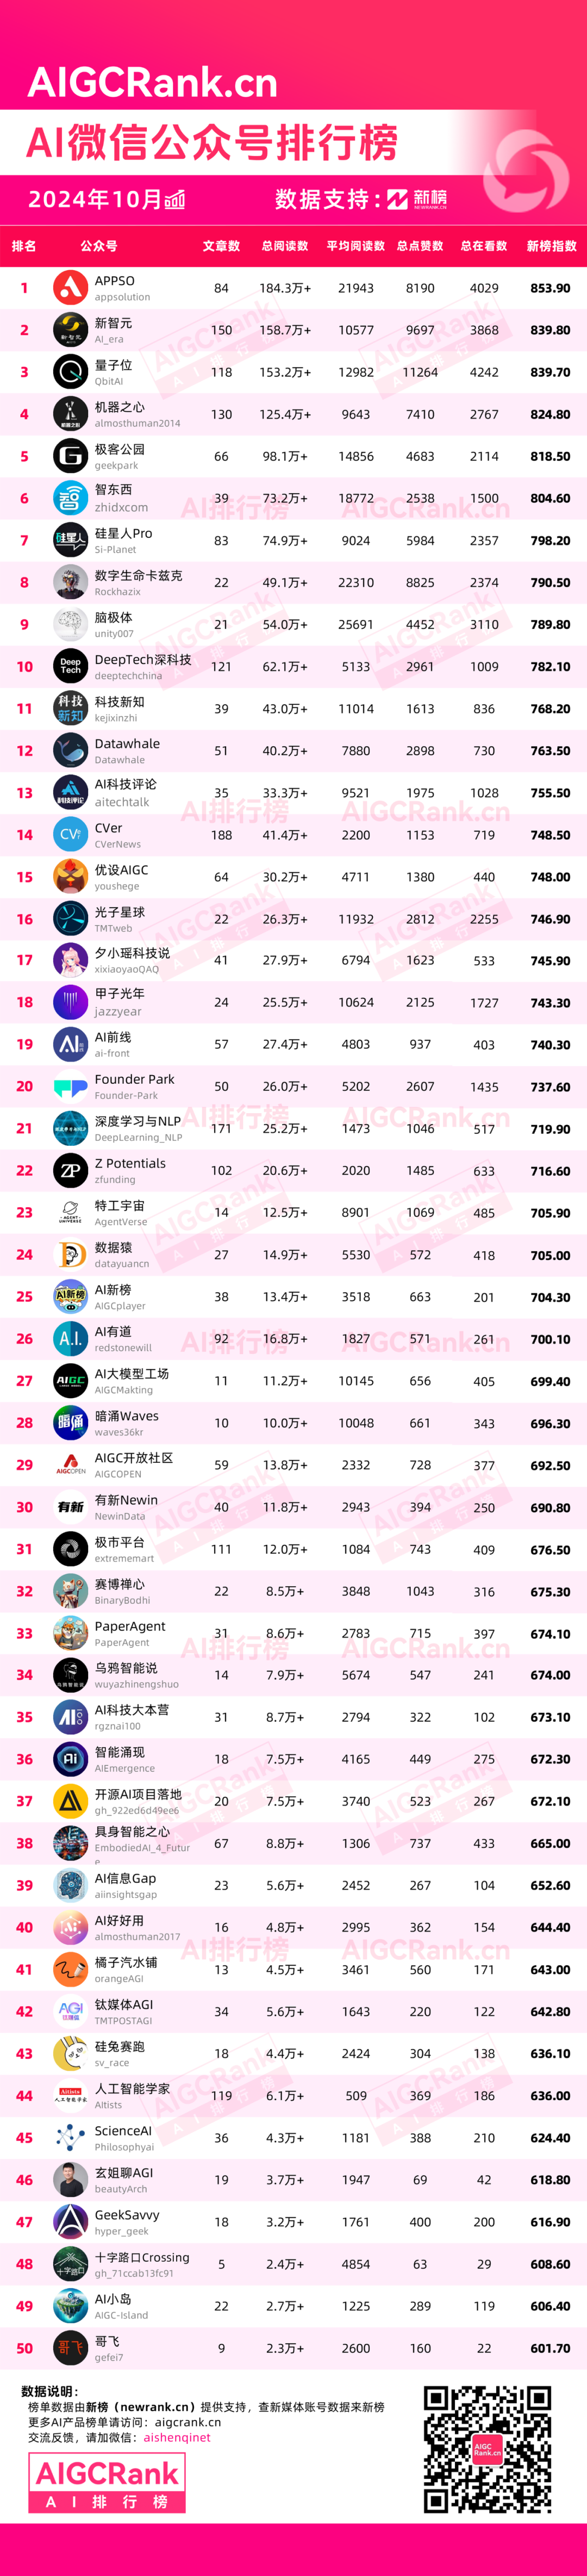 AIGCRank.cn
AI微信公众号排行榜
2024年10月 数据支持: 新榜 NEWRANK.CN
排名 公众号 文章数 总阅读数 平均阅读数 总点赞数 总在看数 新榜指数
1 APPSO appsolution 84 184.3万+ 21943 8190 4029 853.90
2 新智元 AI_era 150 158.7万+ 10577 9697 3868 839.80
3 量子位 QbitAI 118 153.2万+ 12982 11264 4242 839.70
4 机器之心 almosthuman2014 130 125.4万+ 9643 7410 2767 824.80
5 极客公园 geekpark 66 98.1万+ 14856 4683 2114 818.50
6 智东西 zhidxcom 39 73.2万+ 18772 2538 1500 804.60
7 硅星人Pro Si-Planet 83 74.9万+ 9024 5984 2357 798.20
8 数字生命卡兹克 Rockhazix 22 49.1万+ 22310 8825 2374 790.50
9 脑极体 unity007 21 54.0万+ 25691 4452 3110 789.80
10 DeepTech深科技 deeptechchina 121 62.1万+ 5133 2961 1009 782.10
11 科技新知 kejixinzhi 39 43.0万+ 11014 1613 836 768.20
12 Datawhale Datawhale 51 40.2万+ 7880 2898 730 763.50
13 AI科技评论 aitechtalk 35 33.3万+ 9521 1975 1028 755.50
14 CVer CVerNews 188 41.4万+ 2200 1153 719 748.50
15 优设AIGC youshege 64 30.2万+ 4711 1380 440 748.00
16 光子星球 TMTweb 22 26.3万+ 11932 2812 2255 746.90
17 夕小瑶科技说 xixiaoyaoQAQ 41 27.9万+ 6794 1623 533 745.90
18 甲子光年 jazzyear 24 25.5万+ 10624 2125 1727 743.30
19 AI前线 ai-front 57 27.4万+ 4803 937 403 740.30
20 Founder Park Founder-Park 50 26.0万+ 5202 2607 1435 737.60
21 深度学习与NLP DeepLearning_NLP 171 25.2万+ 1473 1046 517 719.90
22 Z Potentials zfunding 102 20.6万+ 2020 1485 633 716.60
23 特工宇宙 AgentVerse 14 12.5万+ 8901 1069 485 705.90
24 数据猿 datayuancn 27 14.9万+ 5530 572 418 705.00
25 AI新榜 AIGCplayer 38 13.4万+ 3518 663 201 704.30
26 AI有道 redstonewill 92 16.8万+ 1827 571 261 700.10
27 AI大模型工场 AIGCMakting 11 11.2万+ 10145 656 405 699.40
28 暗涌Waves waves36kr 10 10.0万+ 10048 661 343 696.30
29 AIGC开放社区 AIGCOPEN 59 13.8万+ 2332 728 377 692.50
30 有新Newin NewinData 40 11.8万+ 2943 394 250 690.80
31 极市平台 extrememart 111 12.0万+ 1084 743 409 676.50
32 赛博禅心 BinaryBodhi 22 8.5万+ 3848 1043 316 675.30
33 PaperAgent PaperAgent 31 8.6万+ 2783 715 397 674.10
34 乌鸦智能说 wuyazhinengshuo 14 7.9万+ 5674 547 241 674.00
35 AI科技大本营 rgznai100 31 8.7万+ 2794 322 102 673.10
36 智能涌现 AIEmergence 18 7.5万+ 4165 449 275 672.30
37 开源AI项目落地 gh_922ed6d49ee6 20 7.5万+ 3740 523 267 672.10
38 具身智能之心 EmbodiedAI_4_Future 67 8.8万+ 1306 737 433 665.00
39 AI信息Gap aiinsightsgap 23 5.6万+ 2452 267 104 652.60
40 AI好好用 almosthuman2017 16 4.8万+ 2995 362 154 644.40
41 橘子汽水铺 orangeAGI 13 4.5万+ 3461 560 171 643.00
42 钛媒体AGI TMTPOSTAGI 34 5.6万+ 1643 220 122 642.80
43 硅兔赛跑 sv_race 18 4.4万+ 2424 304 138 636.10
44 人工智能学家 AItists 119 6.1万+ 509 369 186 636.00
45 ScienceAI Philosophyai 36 4.3万+ 1181 388 210 624.40
46 玄姐聊AGI beautyArch 19 3.7万+ 1947 69 42 618.80
47 GeekSavvy hyper_geek 18 3.2万+ 1761 400 200 616.90
48 十字路口Crossing gh_71ccab13fc91 5 2.4万+ 4854 63 29 608.60
49 AI小岛 AIGC-Island 22 2.7万+ 1225 289 119 606.40
50 哥飞 gefei7 9 2.3万+ 2600 160 22 601.70
数据说明:
榜单数据由新榜（newrank.cn）提供支持，查新媒体账号数据来新榜
更多AI产品榜单请访问：aigcrank.cn
交流反馈，请加微信：aishenqinet
AIGCRank
AI排行榜
AIGC
Rank.cn